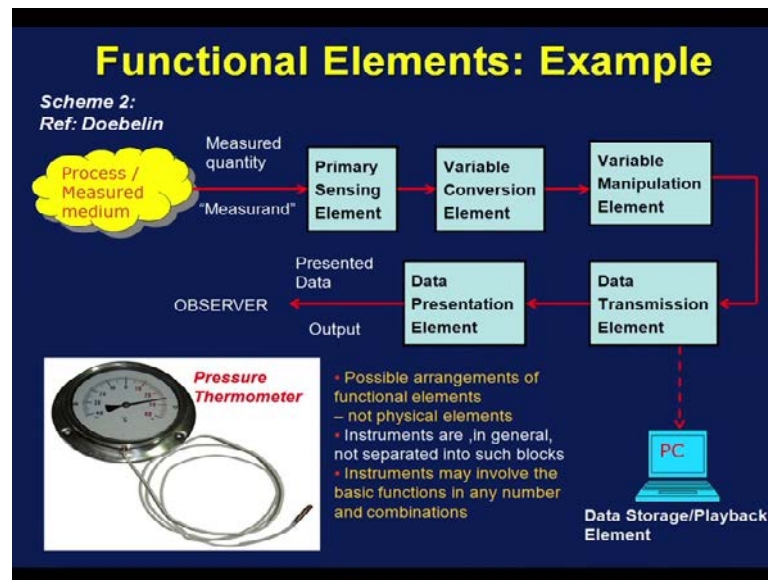 Functional Elements: Example
Scheme 2:
Ref: Doebelin
Process /
Measured
medium
Measured
quantity
"Measurand"
Primary
Sensing
Element
Variable
Conversion
Element
Variable
Manipulation
Element
Presented
Data
OBSERVER
Output
Data
Presentation
Element
Data
Transmission
Element
Pressure
Thermometer
▪ Possible arrangements of
functional elements
– not physical elements
▪ Instruments are ,in general,
not separated into such blocks
▪ Instruments may involve the
basic functions in any number
and combinations
PC
Data Storage/Playback
Element